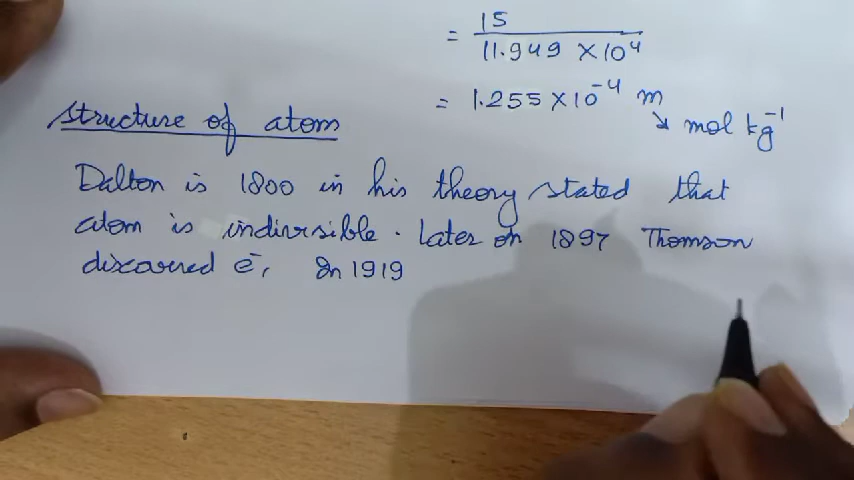 = 15 / 11.949 × 10⁴
= 1.255 × 10⁻⁴ m
↘ mol kg⁻¹
Structure of atom
Dalton is 1800 in his theory stated that
atom is indivisible. Later on 1897 Thomson
discovered e⁻, In 1919